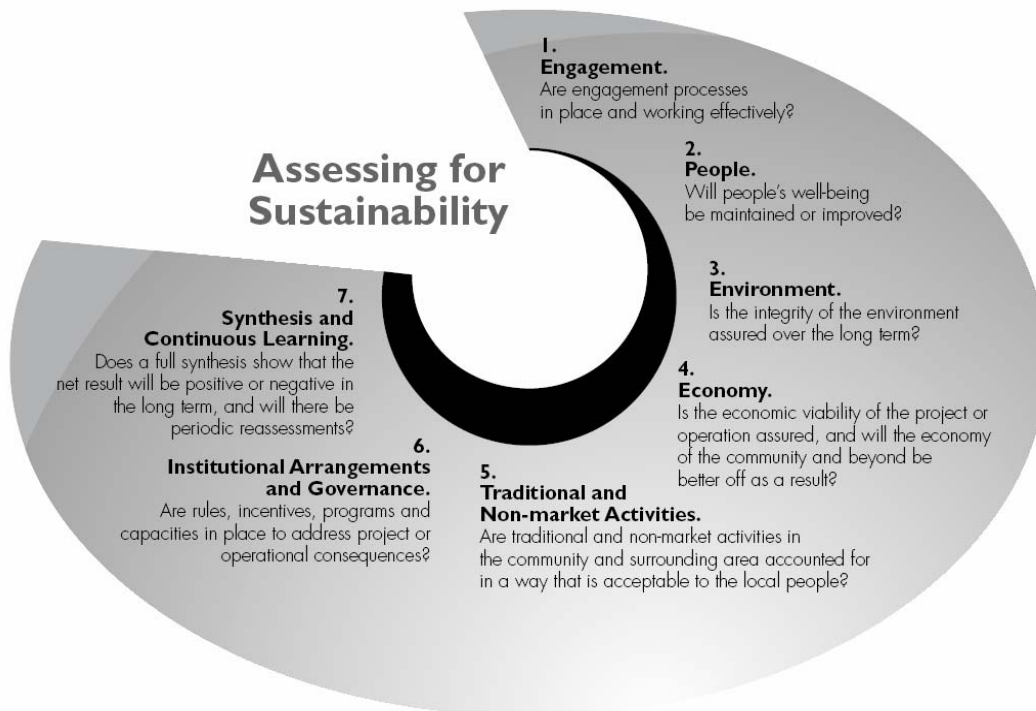 Assessing for
Sustainability
1.
Engagement.
Are engagement processes
in place and working effectively?
2.
People.
Will people's well-being
be maintained or improved?
3.
Environment.
Is the integrity of the environment
assured over the long term?
4.
Economy.
Is the economic viability of the project or
operation assured, and will the economy
of the community and beyond be
better off as a result?
5.
Traditional and
Non-market Activities.
Are traditional and non-market activities in
the community and surrounding area accounted for
in a way that is acceptable to the local people?
6.
Institutional Arrangements
and Governance.
Are rules, incentives, programs and
capacities in place to address project or
operational consequences?
7.
Synthesis and
Continuous Learning.
Does a full synthesis show that the
net result will be positive or negative in
the long term, and will there be
periodic reassessments?